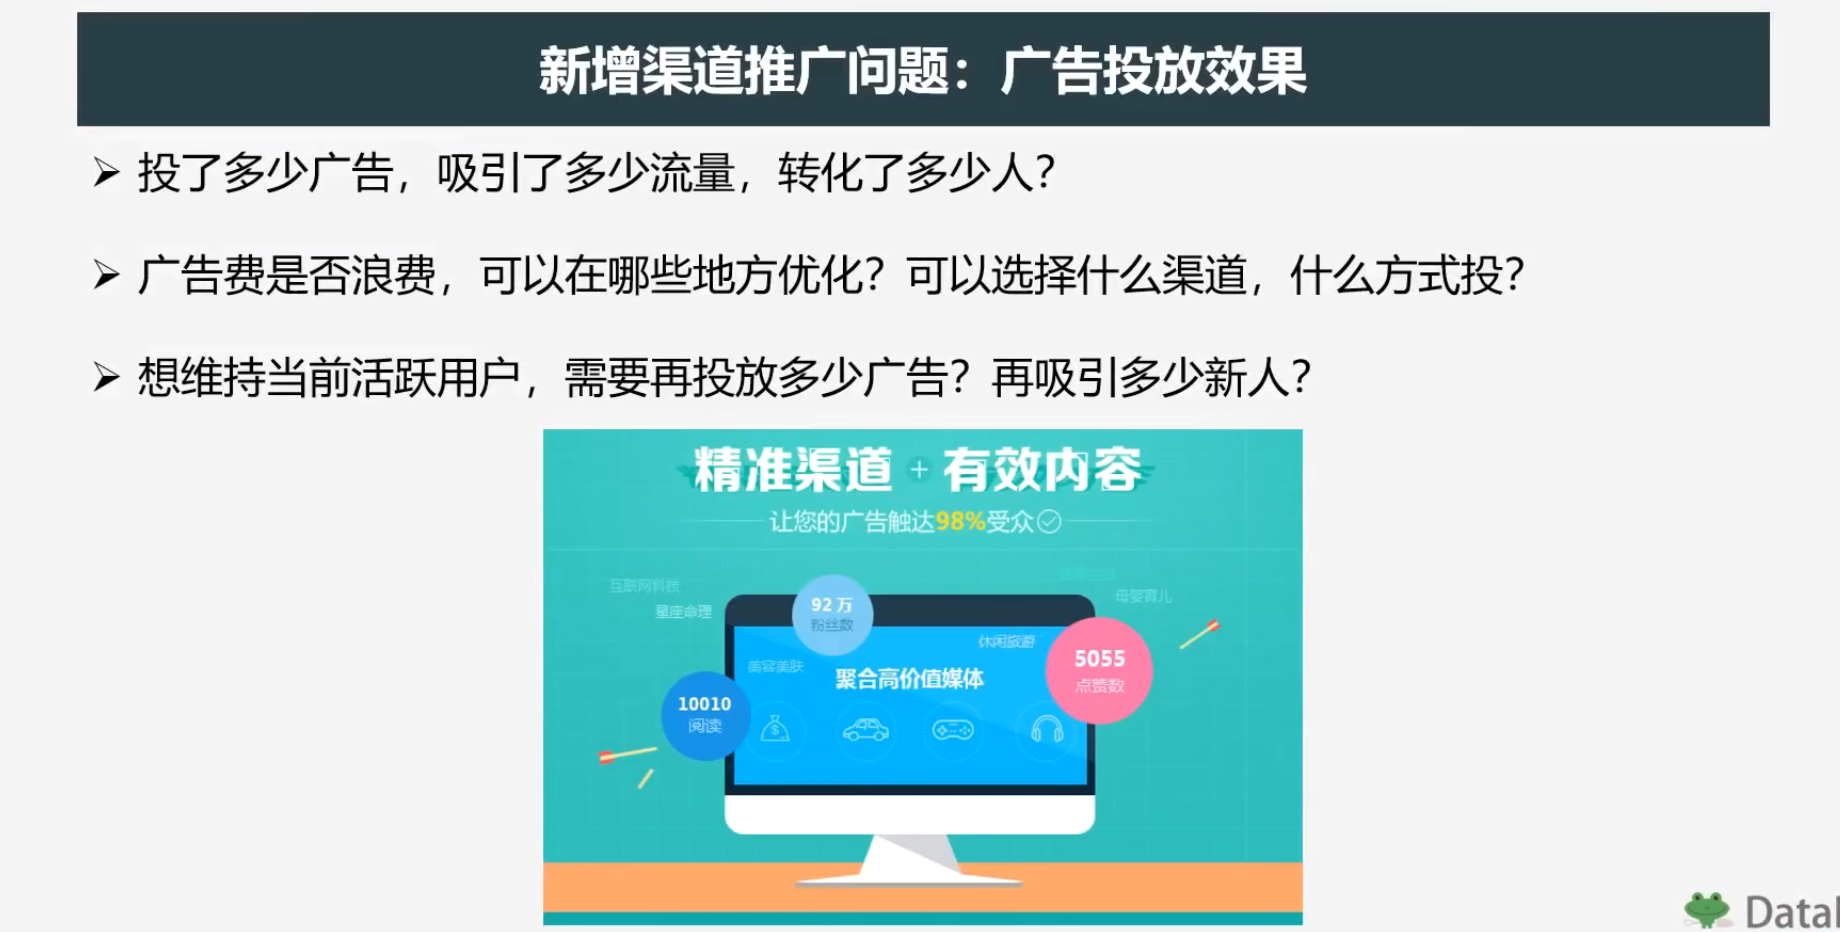 新增渠道推广问题：广告投放效果
投了多少广告，吸引了多少流量，转化了多少人？
广告费是否浪费，可以在哪些地方优化？可以选择什么渠道，什么方式投？
想维持当前活跃用户，需要再投放多少广告？再吸引多少新人？
精准渠道 + 有效内容
让您的广告触达98%受众
互联网科技
星座命理
母婴育儿
92 万
粉丝数
休闲旅游
美容美肤
聚合高价值媒体
5055
点赞数
10010
阅读
$
Data